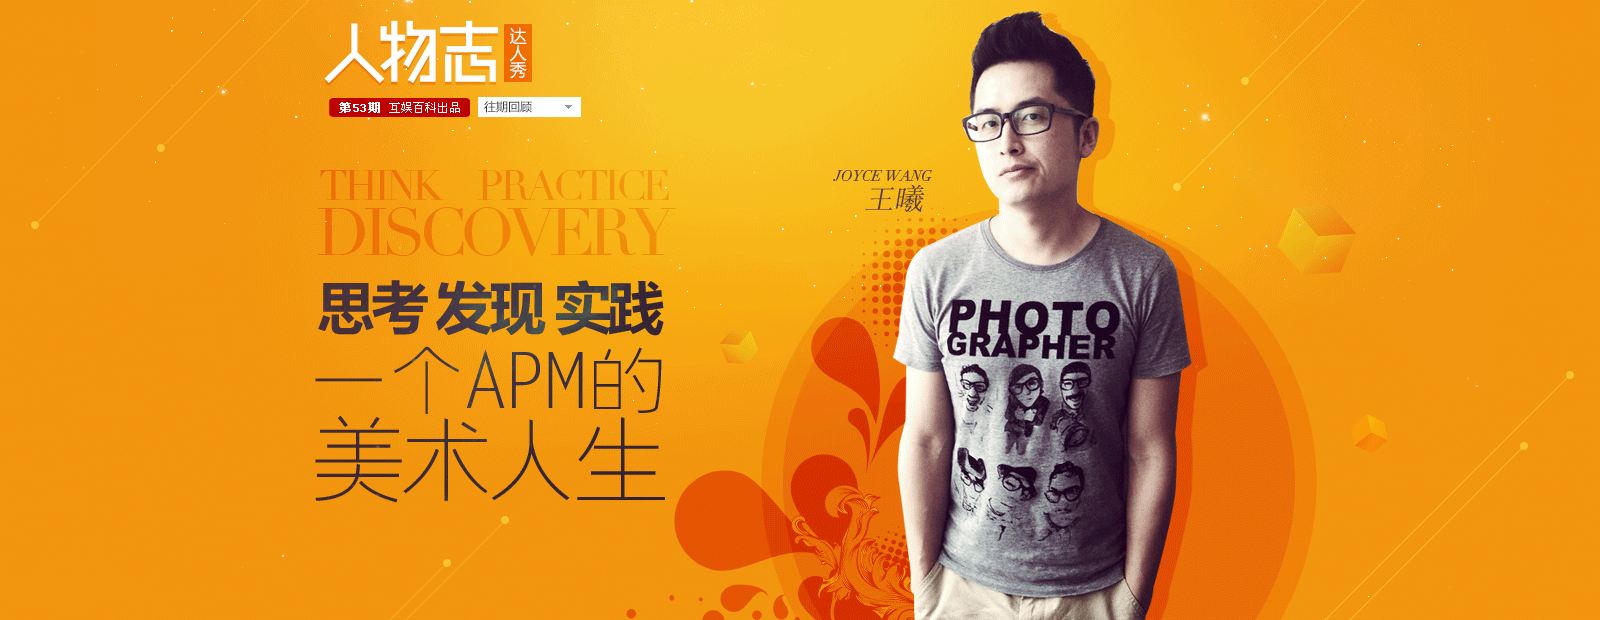 人物志
达人秀
第53期 互娱百科出品
往期回顾
THINK PRACTICE
DISCOVERY
思考 发现 实践
一个APM的
美术人生
JOYCE WANG
王曦
PHOTO
GRAPHER